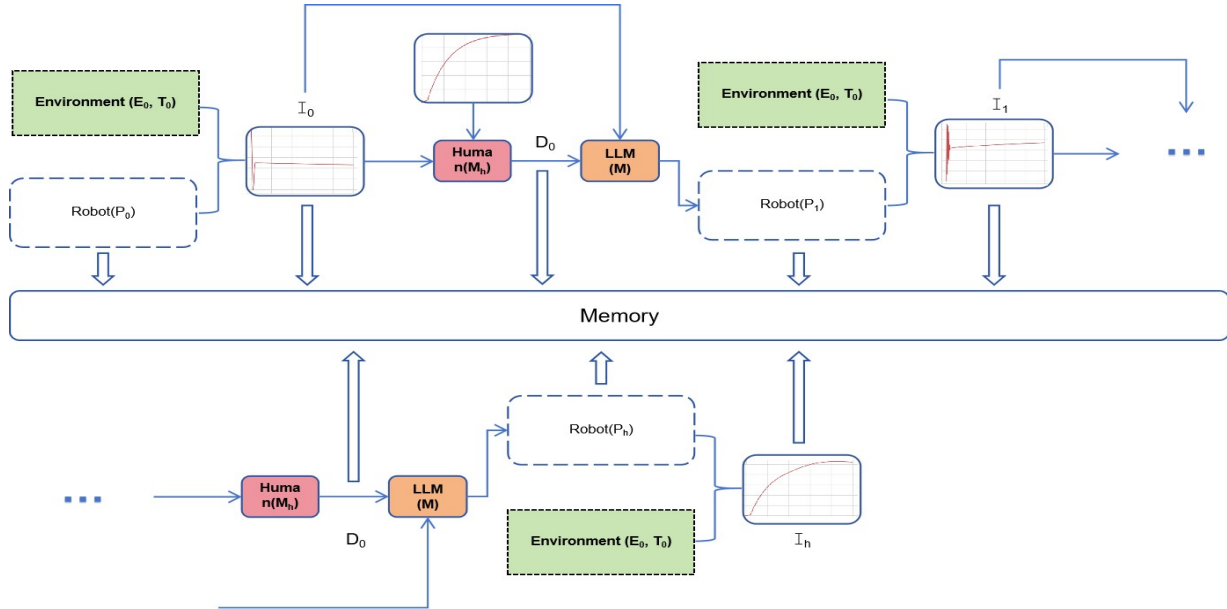 I₀
I₁
Environment (E₀, T₀)
Environment (E₀, T₀)
Huma
n(Mₕ)
D₀
LLM
(M)
Robot(P₀)
Robot(P₁)
Memory
Robot(Pₕ)
Huma
n(Mₕ)
LLM
(M)
D₀
Environment (E₀, T₀)
Iₕ